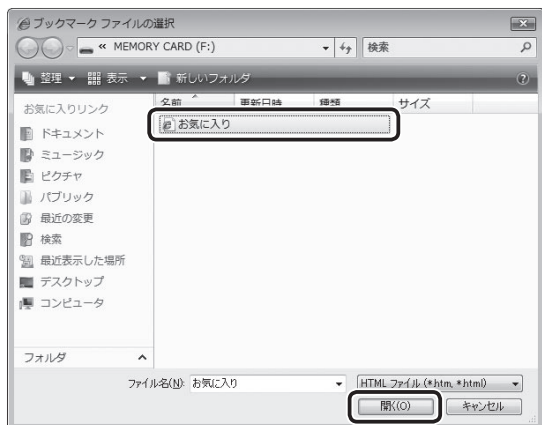 ブックマーク ファイルの選択
« MEMORY CARD (F:)
検索
整理 表示 新しいフォルダ
お気に入りリンク
名前 更新日時 種類 サイズ
お気に入り
ドキュメント
ミュージック
ピクチャ
パブリック
最近の変更
検索
最近表示した場所
デスクトップ
コンピュータ
フォルダ
ファイル名(N): お気に入り
HTML ファイル (*.htm, *.html)
開く(O) キャンセル